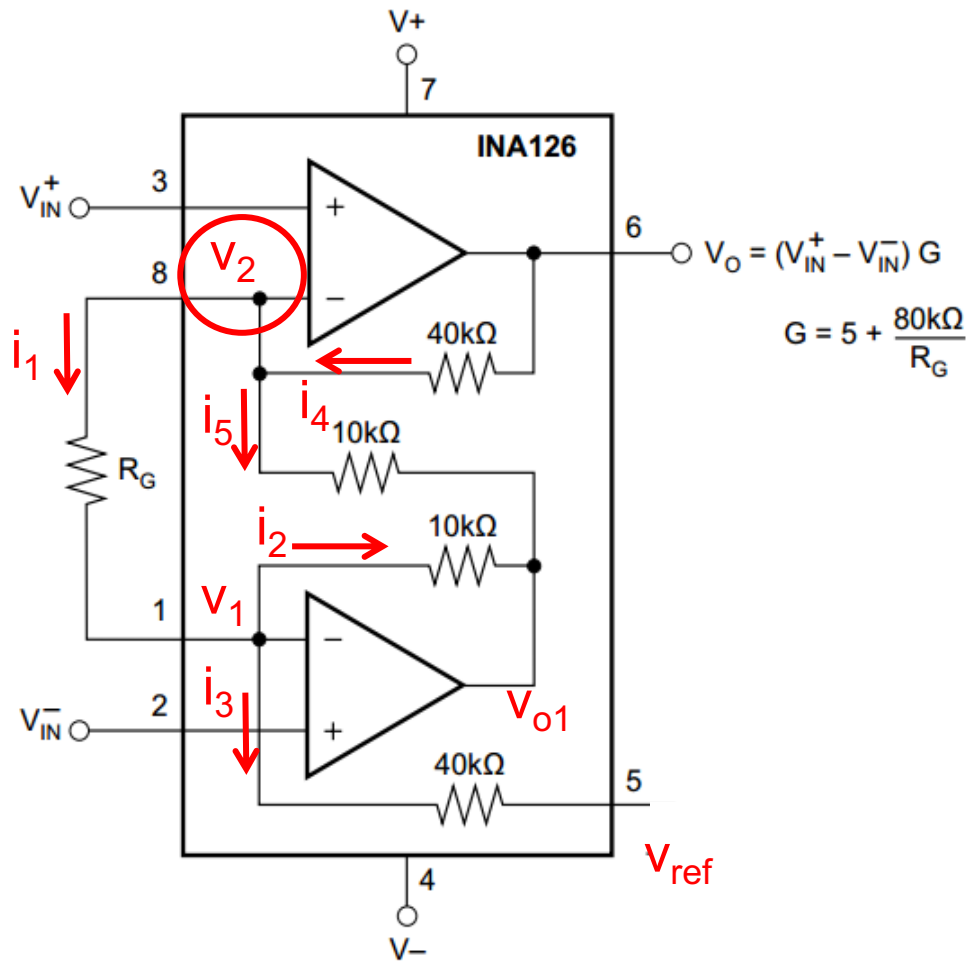 V+
7
INA126
3
V+IN
+
6
v2
VO = (V+IN – V–IN) G
8
–
G = 5 + 80kΩ/RG
40kΩ
i1
i4
i5
10kΩ
RG
i2
10kΩ
v1
1
–
i3
2
V–IN
vo1
+
40kΩ
5
vref
4
V–